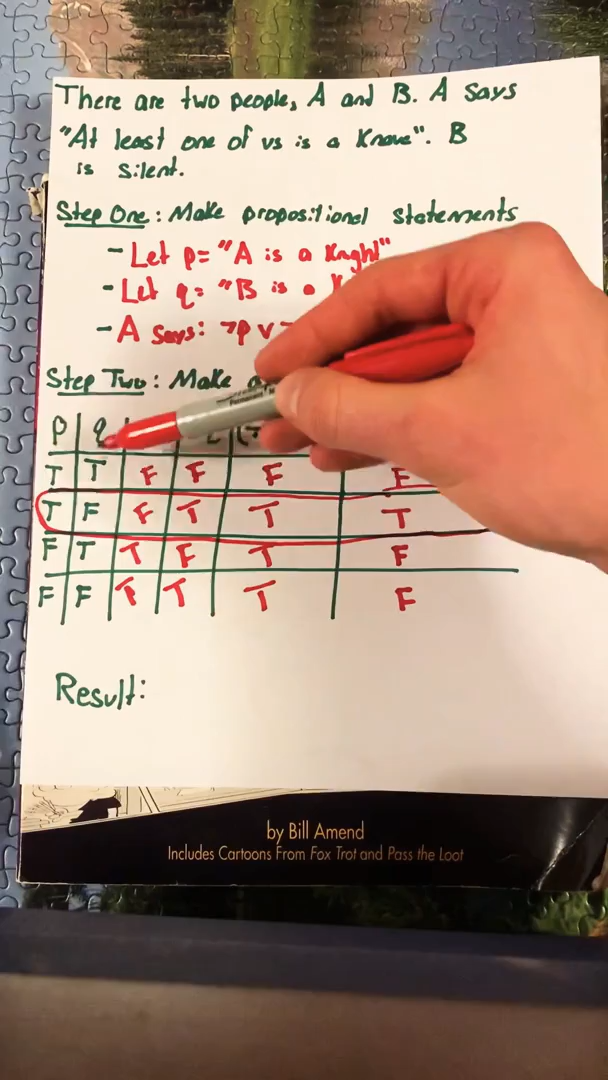 There are two people, A and B. A says
"At least one of us is a Knave". B
is silent.
Step One: Make propositional statements
- Let p= "A is a Knght"
- Let q= "B is a
- A says: ¬p ∨ ¬
Step Two: Make a
p q
T T F F F F
T F F T T T
F T T F T F
F F T T T F
Result:
by Bill Amend
Includes Cartoons From Fox Trot and Pass the Loot